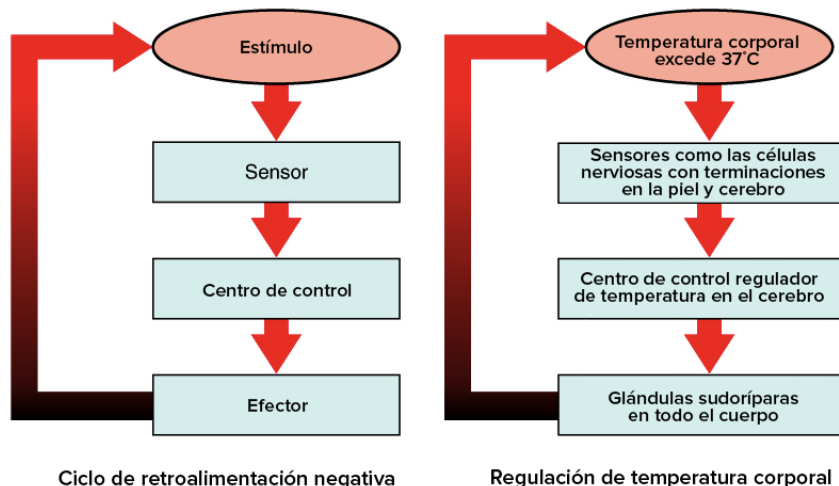 Estímulo
Sensor
Centro de control
Efector
Ciclo de retroalimentación negativa
Temperatura corporal
excede 37°C
Sensores como las células
nerviosas con terminaciones
en la piel y cerebro
Centro de control regulador
de temperatura en el cerebro
Glándulas sudoríparas
en todo el cuerpo
Regulación de temperatura corporal